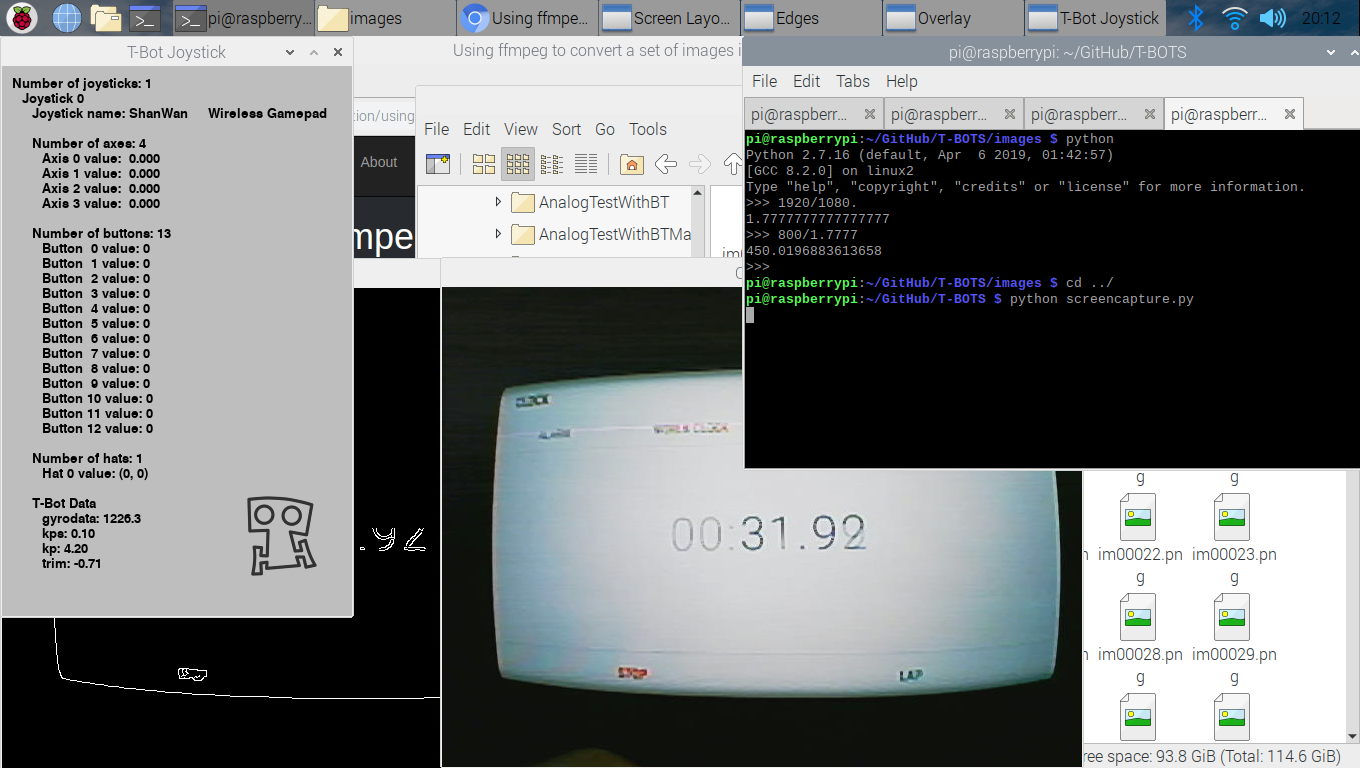 pi@raspberry...
images
Using ffmpe...
Screen Layo...
Edges
Overlay
T-Bot Joystick
20:12
T-Bot Joystick
Number of joysticks: 1
Joystick 0
Joystick name: ShanWan Wireless Gamepad
Number of axes: 4
Axis 0 value: 0.000
Axis 1 value: 0.000
Axis 2 value: 0.000
Axis 3 value: 0.000
Number of buttons: 13
Button 0 value: 0
Button 1 value: 0
Button 2 value: 0
Button 3 value: 0
Button 4 value: 0
Button 5 value: 0
Button 6 value: 0
Button 7 value: 0
Button 8 value: 0
Button 9 value: 0
Button 10 value: 0
Button 11 value: 0
Button 12 value: 0
Number of hats: 1
Hat 0 value: (0, 0)
T-Bot Data
gyrodata: 1226.3
kps: 0.10
kp: 4.20
trim: -0.71
.92
Using ffmpeg to convert a set of images i
tion/using
About
mpe
File Edit View Sort Go Tools
AnalogTestWithBT
AnalogTestWithBTMa
im
CLOCK
ALARM
WORLD CLOCK
00:31.92
STOP
LAP
pi@raspberrypi: ~/GitHub/T-BOTS
File Edit Tabs Help
pi@raspberr...
pi@raspberr...
pi@raspberr...
pi@raspberr...
pi@raspberrypi:~/GitHub/T-BOTS/images $ python
Python 2.7.16 (default, Apr  6 2019, 01:42:57)
[GCC 8.2.0] on linux2
Type "help", "copyright", "credits" or "license" for more information.
>>> 1920/1080.
1.7777777777777777
>>> 800/1.7777
450.0196883613658
>>>
pi@raspberrypi:~/GitHub/T-BOTS/images $ cd ../
pi@raspberrypi:~/GitHub/T-BOTS $ python screencapture.py
g g
n im00022.pn im00023.pn
g g
n im00028.pn im00029.pn
g g
ree space: 93.8 GiB (Total: 114.6 GiB)